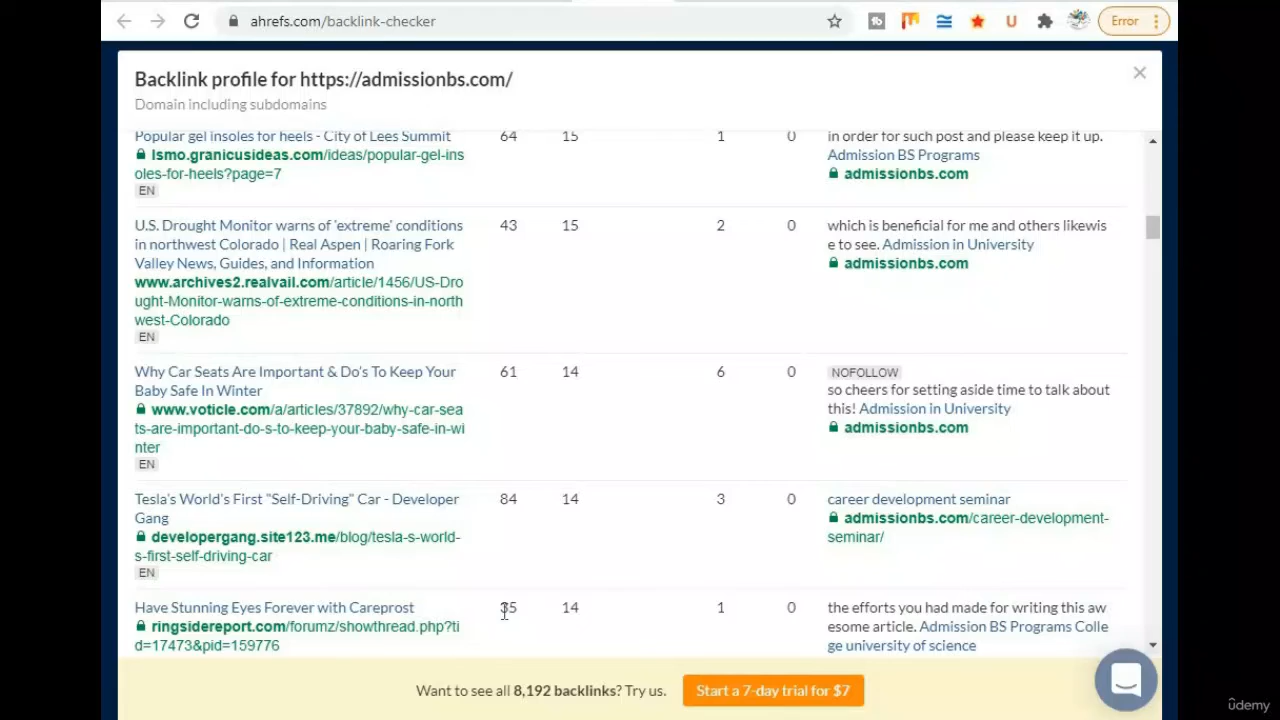 ahrefs.com/backlink-checker
Error
Backlink profile for https://admissionbs.com/
Domain including subdomains
Popular gel insoles for heels - City of Lees Summit
lsmo.granicusideas.com/ideas/popular-gel-ins
oles-for-heels?page=7
EN
64 15 1 0
in order for such post and please keep it up.
Admission BS Programs
admissionbs.com
U.S. Drought Monitor warns of 'extreme' conditions
in northwest Colorado | Real Aspen | Roaring Fork
Valley News, Guides, and Information
www.archives2.realvail.com/article/1456/US-Dro
ught-Monitor-warns-of-extreme-conditions-in-north
west-Colorado
EN
43 15 2 0
which is beneficial for me and others likewis
e to see. Admission in University
admissionbs.com
Why Car Seats Are Important & Do's To Keep Your
Baby Safe In Winter
www.voticle.com/a/articles/37892/why-car-sea
ts-are-important-do-s-to-keep-your-baby-safe-in-wi
nter
EN
61 14 6 0
NOFOLLOW
so cheers for setting aside time to talk about
this! Admission in University
admissionbs.com
Tesla's World's First "Self-Driving" Car - Developer
Gang
developergang.site123.me/blog/tesla-s-world-
s-first-self-driving-car
EN
84 14 3 0
career development seminar
admissionbs.com/career-development-
seminar/
Have Stunning Eyes Forever with Careprost
ringsidereport.com/forumz/showthread.php?ti
d=17473&pid=159776
35 14 1 0
the efforts you had made for writing this aw
esome article. Admission BS Programs Colle
ge university of science
Want to see all 8,192 backlinks? Try us.
Start a 7-day trial for $7
ûdemy